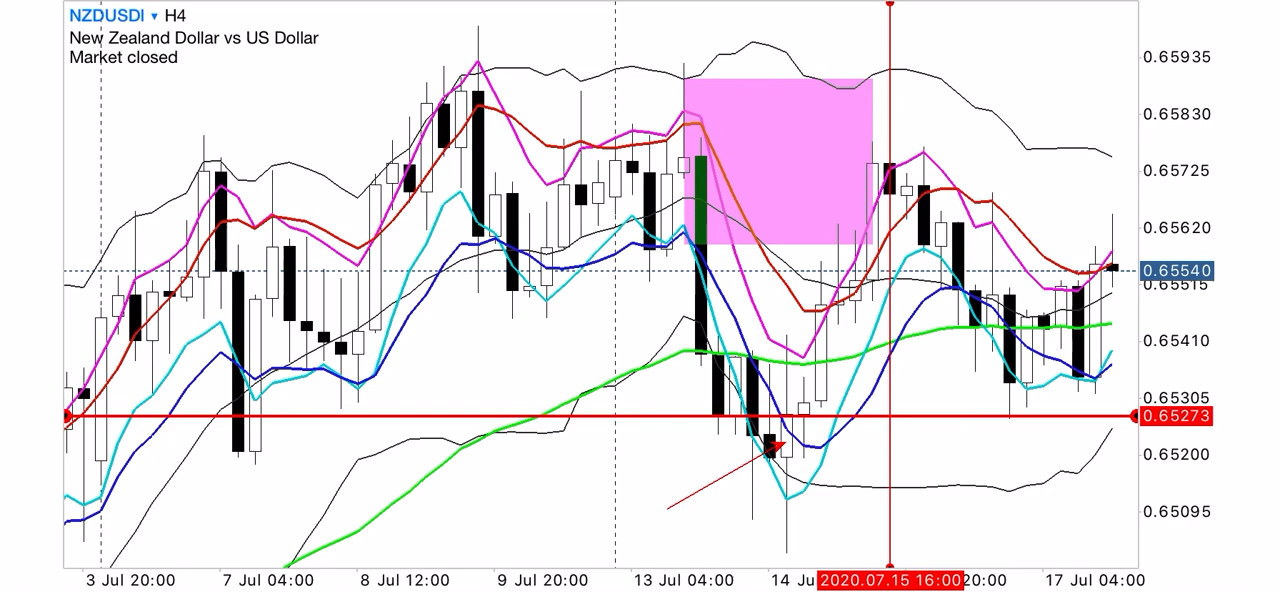 NZDUSDI ▾ H4
New Zealand Dollar vs US Dollar
Market closed
0.65935
0.65830
0.65725
0.65620
0.65540
0.65515
0.65410
0.65305
0.65273
0.65200
0.65095
3 Jul 20:00 7 Jul 04:00 8 Jul 12:00 9 Jul 20:00 13 Jul 04:00 14 Ju 2020.07.15 16:00 20:00 17 Jul 04:00